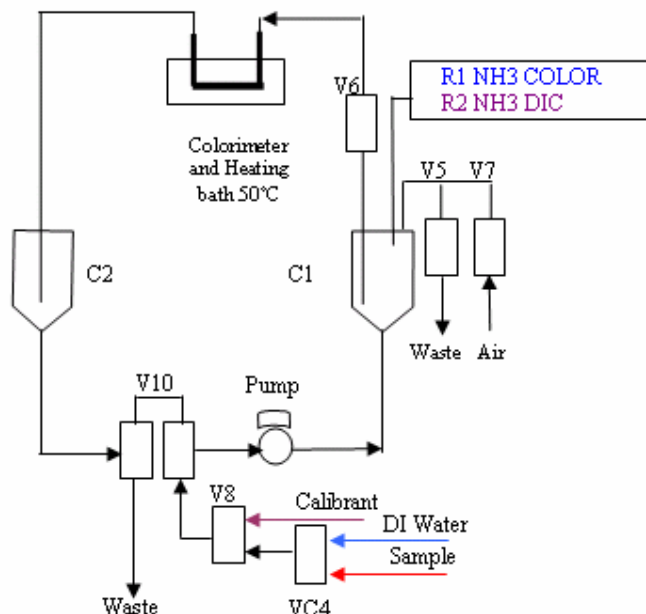 R1 NH3 COLOR
R2 NH3 DIC
V6
Colorimeter
and Heating
bath 50°C
V5
V7
C2
C1
Waste
Air
V10
Pump
V8
Calibrant
DI Water
Sample
Waste
VC4